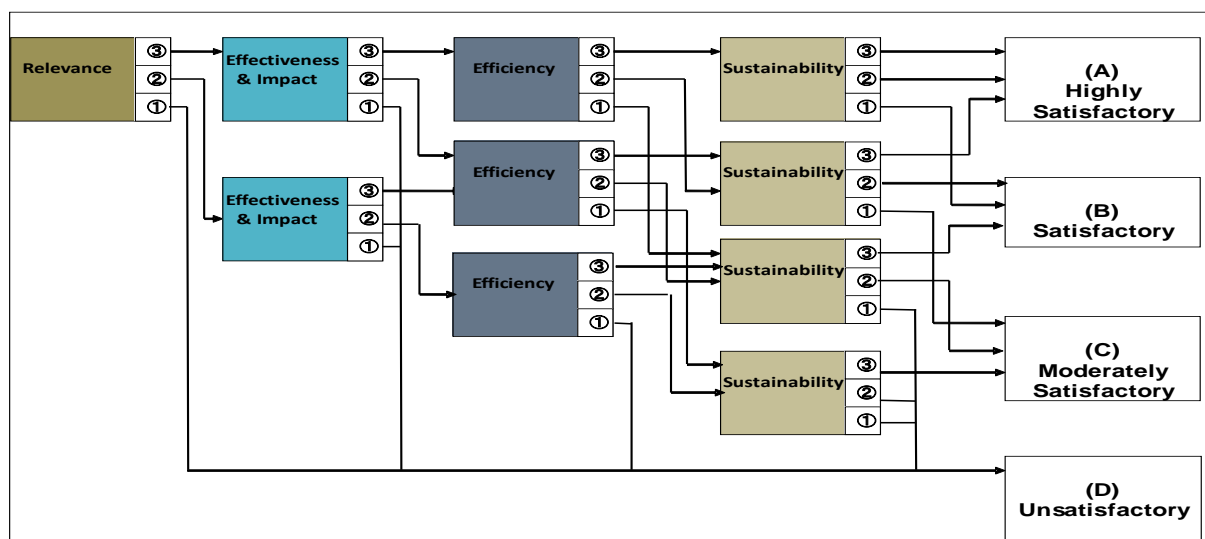 Relevance
③
②
①
Effectiveness
& Impact
③
②
①
Efficiency
③
②
①
Sustainability
③
②
①
(A)
Highly
Satisfactory
Effectiveness
& Impact
③
②
①
Efficiency
③
②
①
Sustainability
③
②
①
(B)
Satisfactory
Efficiency
③
②
①
Sustainability
③
②
①
(C)
Moderately
Satisfactory
Sustainability
③
②
①
(D)
Unsatisfactory